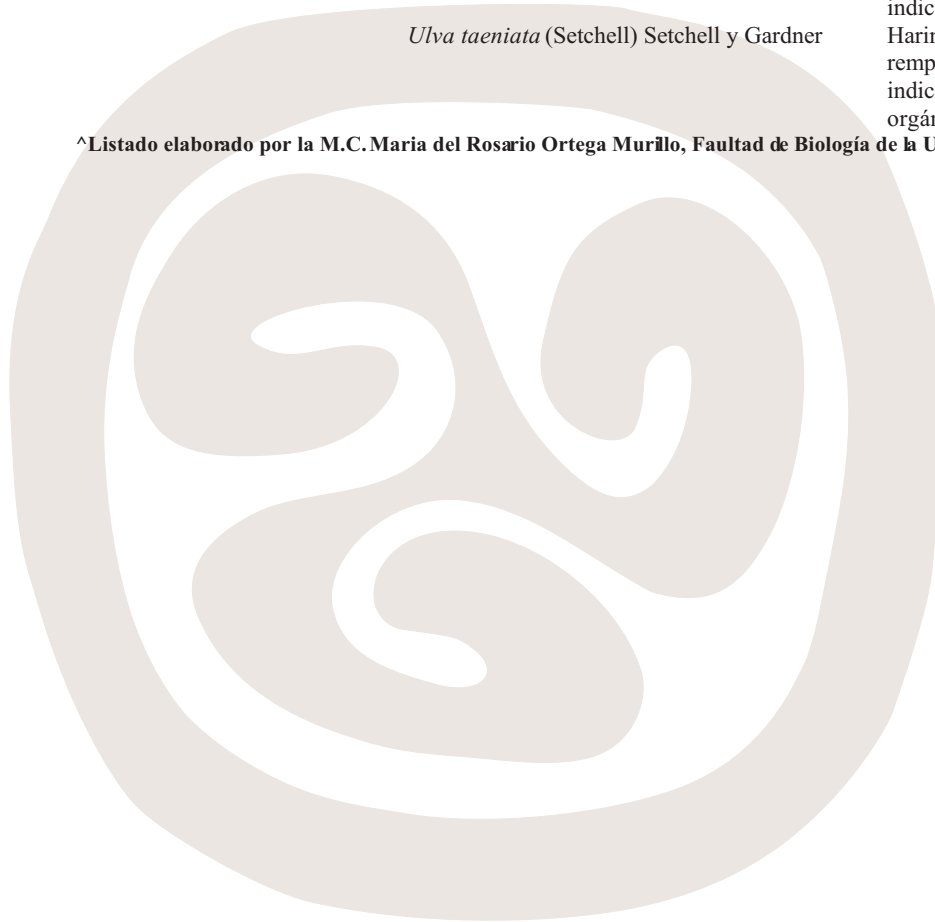 indic
Ulva taeniata (Setchell) Setchell y Gardner
Harin
remp
indic
orgán
^Listado elaborado por la M.C. Maria del Rosario Ortega Murillo, Faultad de Biología de la U